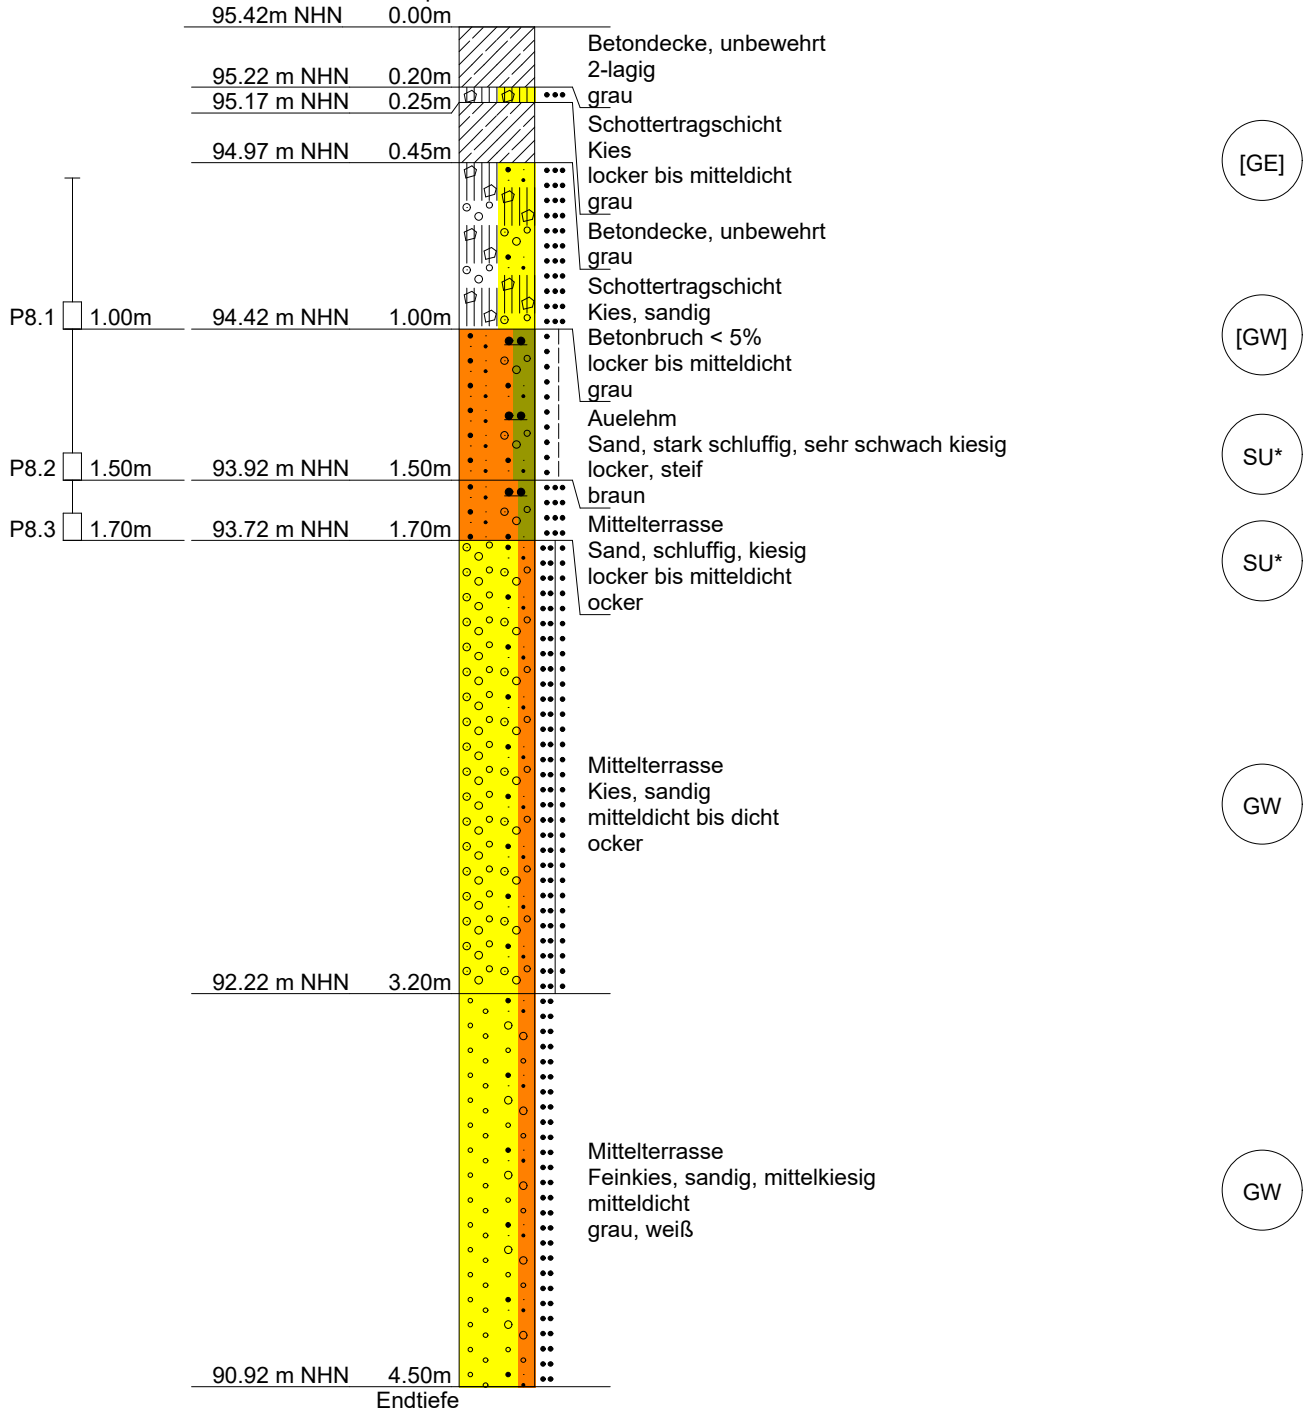 95.42m NHN 0.00m
Betondecke, unbewehrt
2-lagig
grau
95.22 m NHN 0.20m
95.17 m NHN 0.25m
Schottertragschicht
Kies
locker bis mitteldicht
grau
[GE]
94.97 m NHN 0.45m
Betondecke, unbewehrt
grau
Schottertragschicht
Kies, sandig
Betonbruch < 5%
locker bis mitteldicht
grau
[GW]
P8.1 1.00m 94.42 m NHN 1.00m
Auelehm
Sand, stark schluffig, sehr schwach kiesig
locker, steif
braun
SU*
P8.2 1.50m 93.92 m NHN 1.50m
Mittelterrasse
Sand, schluffig, kiesig
locker bis mitteldicht
ocker
SU*
P8.3 1.70m 93.72 m NHN 1.70m
Mittelterrasse
Kies, sandig
mitteldicht bis dicht
ocker
GW
92.22 m NHN 3.20m
Mittelterrasse
Feinkies, sandig, mittelkiesig
mitteldicht
grau, weiß
GW
90.92 m NHN 4.50m
Endtiefe